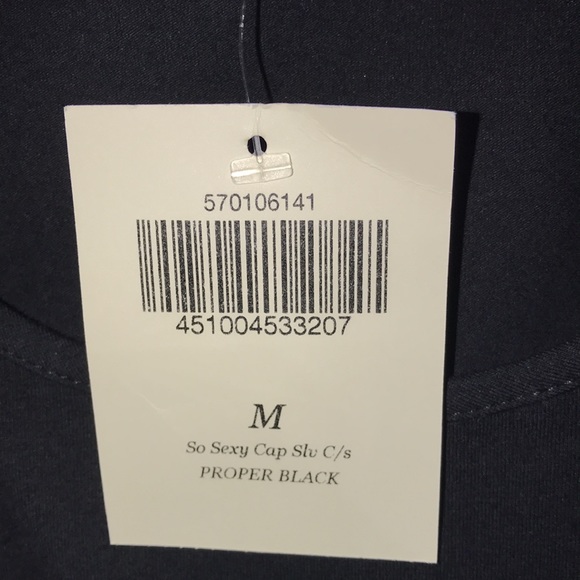 570106141
451004533207
M
So Sexy Cap Slv C/s
PROPER BLACK